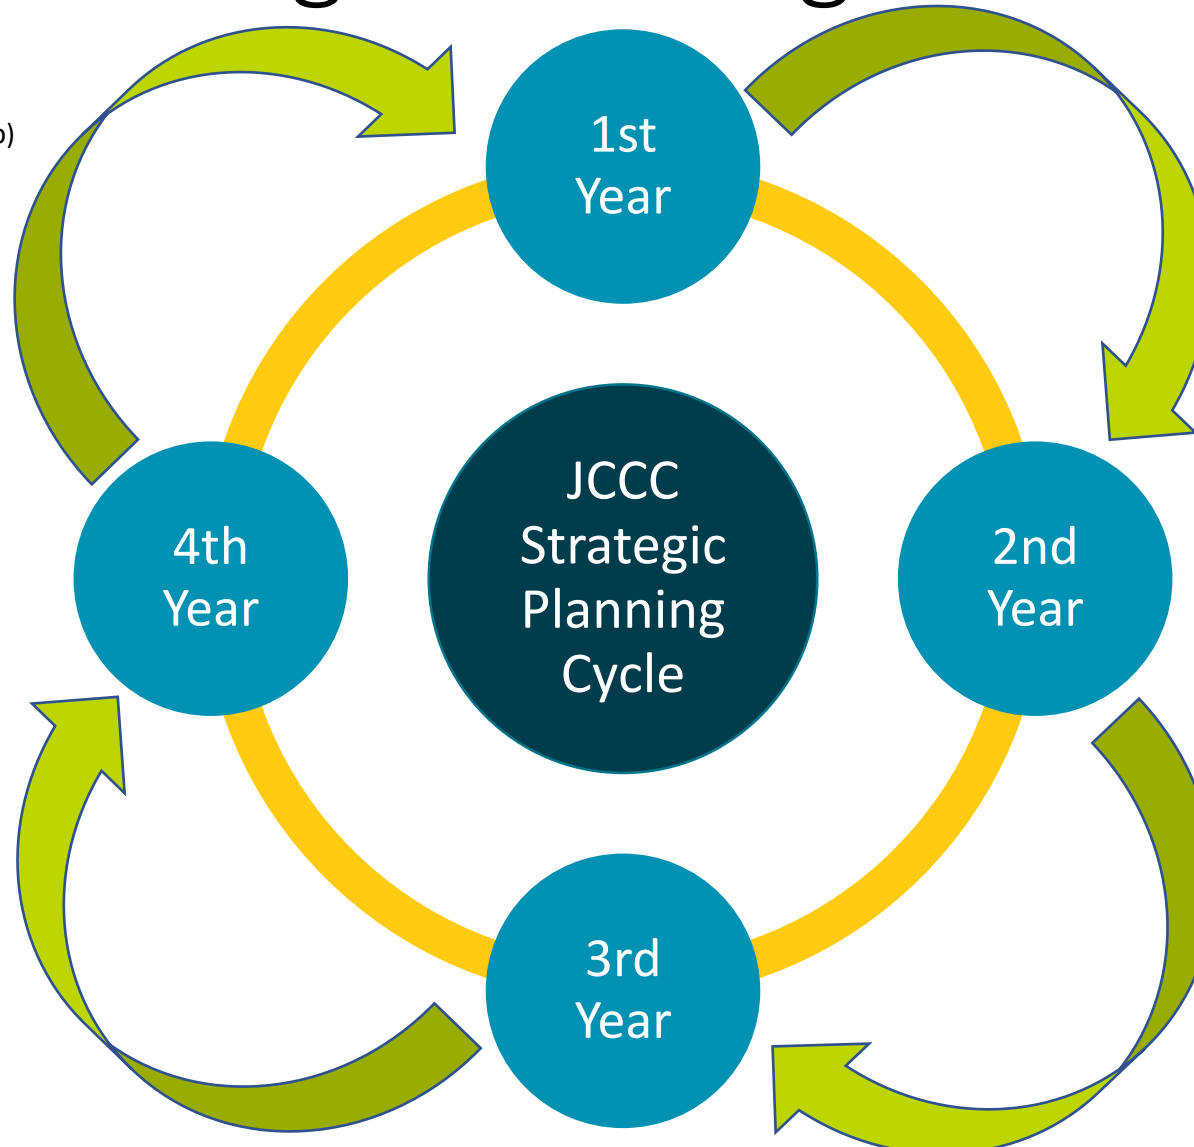 1st
Year
JCCC
Strategic
Planning
Cycle
4th
Year
2nd
Year
3rd
Year